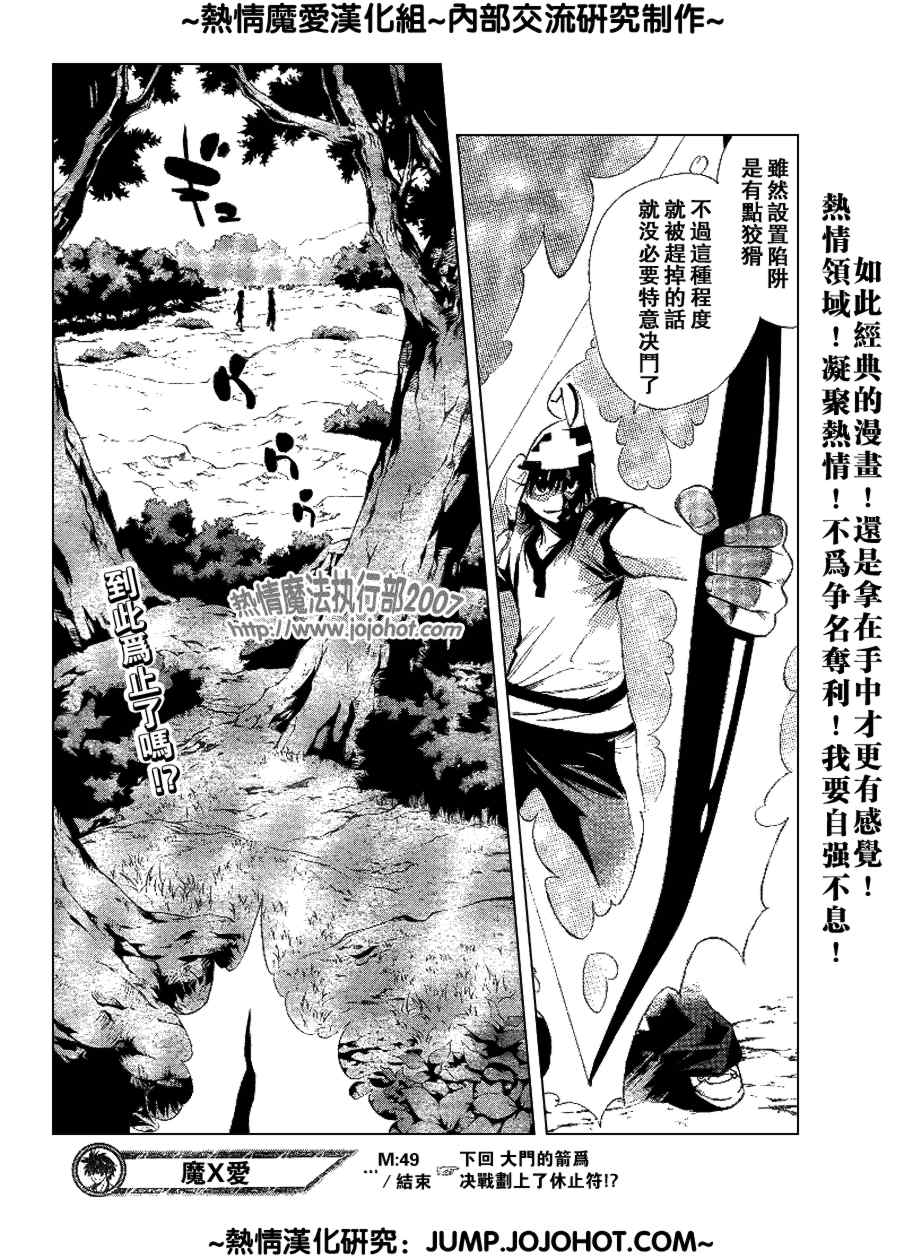 ~熱情魔愛漢化組~內部交流研究制作~
如此經典的漫畫！還是拿在手中才更有感覺！
熱情領域！凝聚熱情！不爲争名奪利！我要自强不息！
雖然設置陷阱
是有點狡猾
不過這種程度
就被趕掉的話
就没必要特意决鬥了
ギュ
熱情魔法执行部2007
http://www.jojohot.com
到此爲止了嗎!?
魔X愛
M:49
... / 結束
☞下回 大門的箭爲
决戰劃上了休止符!?
~熱情漢化研究：JUMP.JOJOHOT.COM~